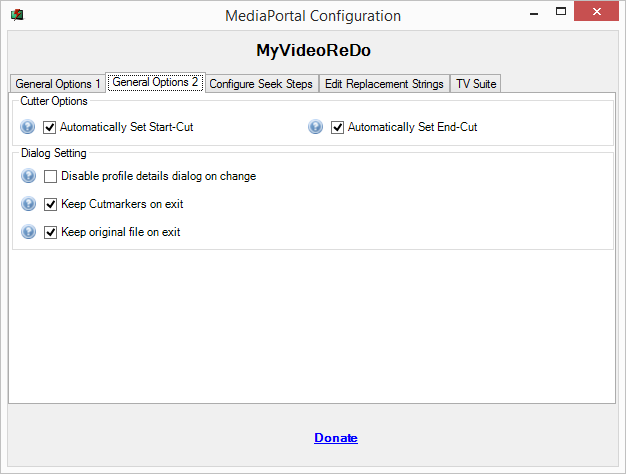 MediaPortal Configuration
MyVideoReDo
General Options 1 General Options 2 Configure Seek Steps Edit Replacement Strings TV Suite
Cutter Options
Automatically Set Start-Cut Automatically Set End-Cut
Dialog Setting
Disable profile details dialog on change
Keep Cutmarkers on exit
Keep original file on exit
Donate